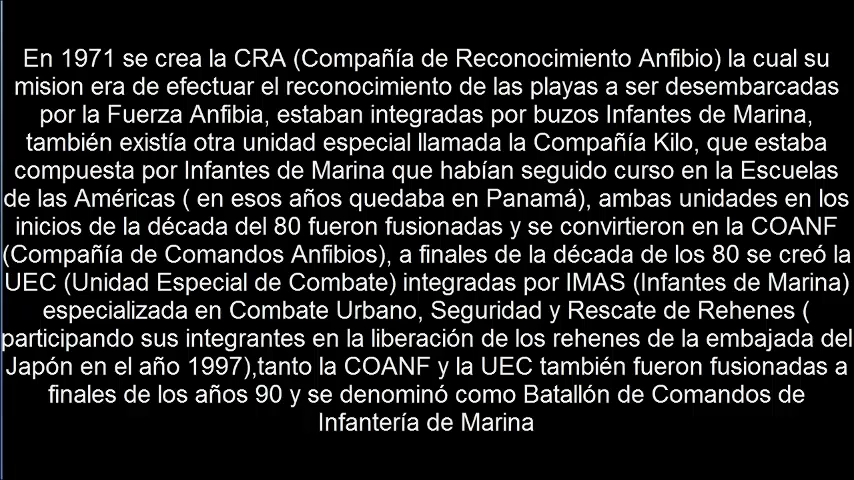 En 1971 se crea la CRA (Compañía de Reconocimiento Anfibio) la cual su
mision era de efectuar el reconocimiento de las playas a ser desembarcadas
por la Fuerza Anfibia, estaban integradas por buzos Infantes de Marina,
también existía otra unidad especial llamada la Compañía Kilo, que estaba
compuesta por Infantes de Marina que habían seguido curso en la Escuelas
de las Américas ( en esos años quedaba en Panamá), ambas unidades en los
inicios de la década del 80 fueron fusionadas y se convirtieron en la COANF
(Compañía de Comandos Anfibios), a finales de la década de los 80 se creó la
UEC (Unidad Especial de Combate) integradas por IMAS (Infantes de Marina)
especializada en Combate Urbano, Seguridad y Rescate de Rehenes (
participando sus integrantes en la liberación de los rehenes de la embajada del
Japón en el año 1997),tanto la COANF y la UEC también fueron fusionadas a
finales de los años 90 y se denominó como Batallón de Comandos de
Infantería de Marina